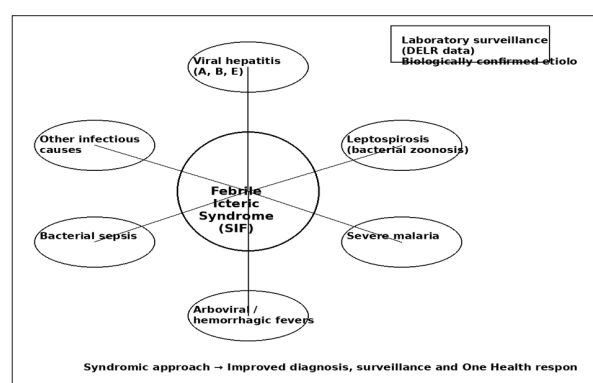 Viral hepatitis
(A, B, E)
Laboratory surveillance
(DELR data)
Biologically confirmed etiolo
Other infectious
causes
Leptospirosis
(bacterial zoonosis)
Febrile
Icteric
Syndrome
(SIF)
Bacterial sepsis
Severe malaria
Arboviral /
hemorrhagic fevers
Syndromic approach → Improved diagnosis, surveillance and One Health respon